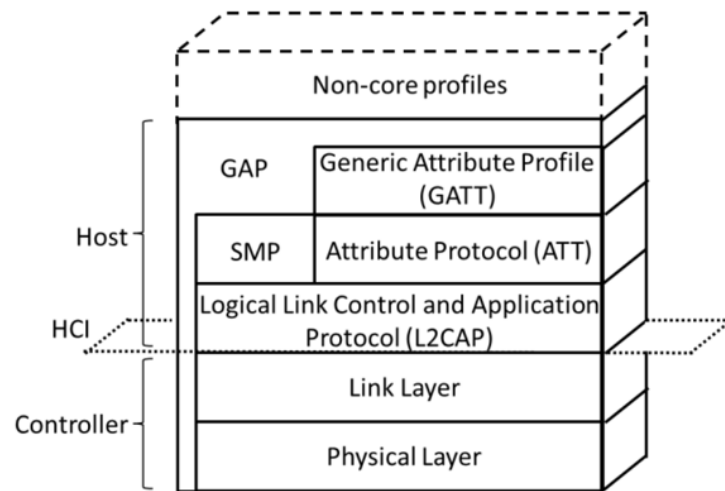 Non-core profiles
GAP
Generic Attribute Profile
(GATT)
Host
SMP
Attribute Protocol (ATT)
Logical Link Control and Application
Protocol (L2CAP)
HCI
Link Layer
Controller
Physical Layer